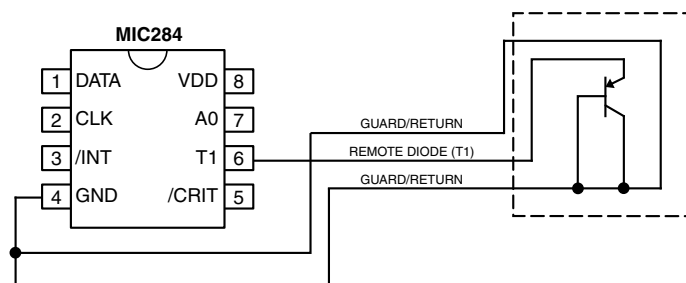 MIC284
1 DATA VDD 8
2 CLK A0 7
GUARD/RETURN
3 /INT T1 6
REMOTE DIODE (T1)
GUARD/RETURN
4 GND /CRIT 5